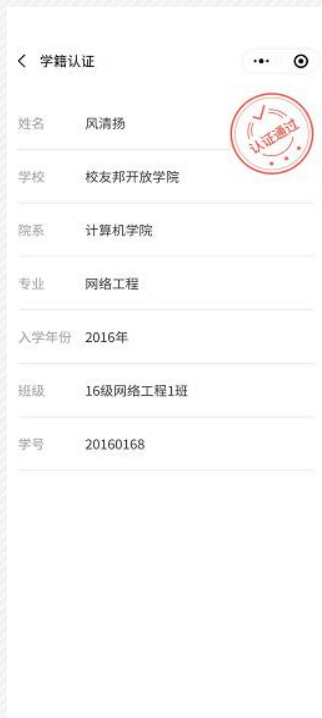 学籍认证
姓名 风清扬
认证通过
学校 校友邦开放学院
院系 计算机学院
专业 网络工程
入学年份 2016年
班级 16级网络工程1班
学号 20160168